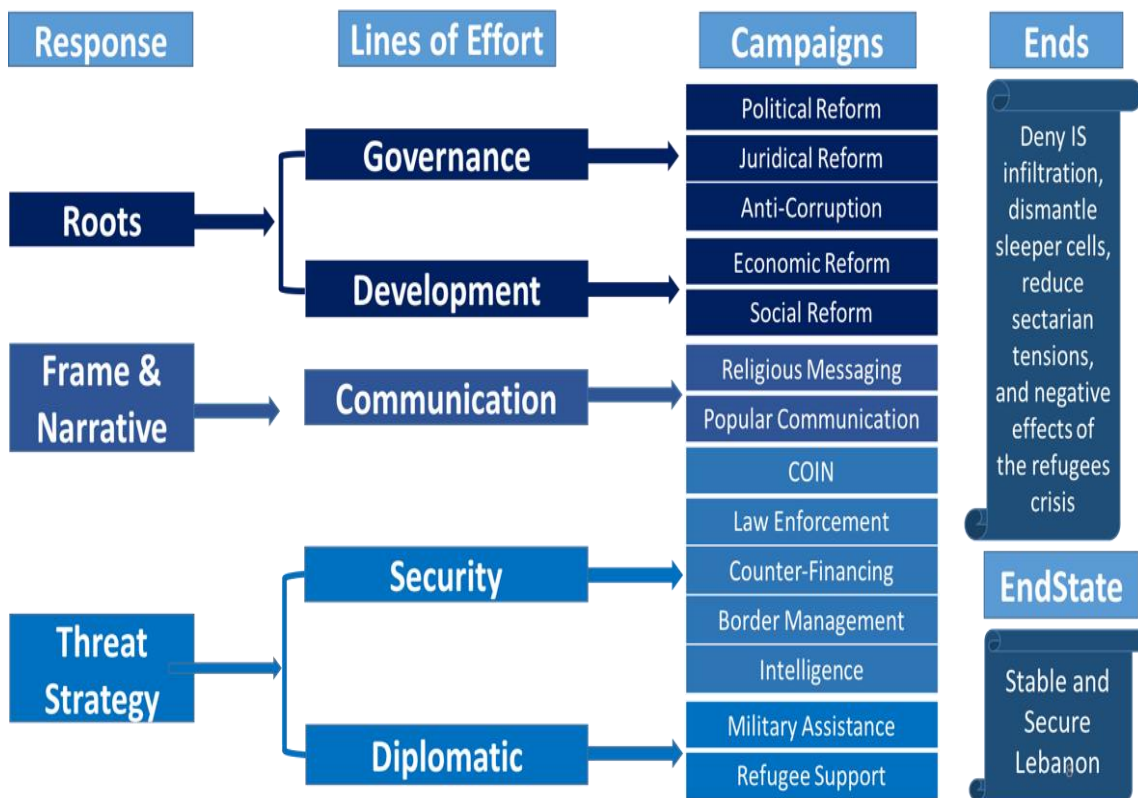 Response
Lines of Effort
Campaigns
Ends
Roots
Governance
Development
Political Reform
Juridical Reform
Anti-Corruption
Economic Reform
Social Reform
Frame &
Narrative
Communication
Religious Messaging
Popular Communication
Threat
Strategy
Security
Diplomatic
COIN
Law Enforcement
Counter-Financing
Border Management
Intelligence
Military Assistance
Refugee Support
Deny IS
infiltration,
dismantle
sleeper cells,
reduce
sectarian
tensions,
and negative
effects of
the refugees
crisis
EndState
Stable and
Secure
Lebanon